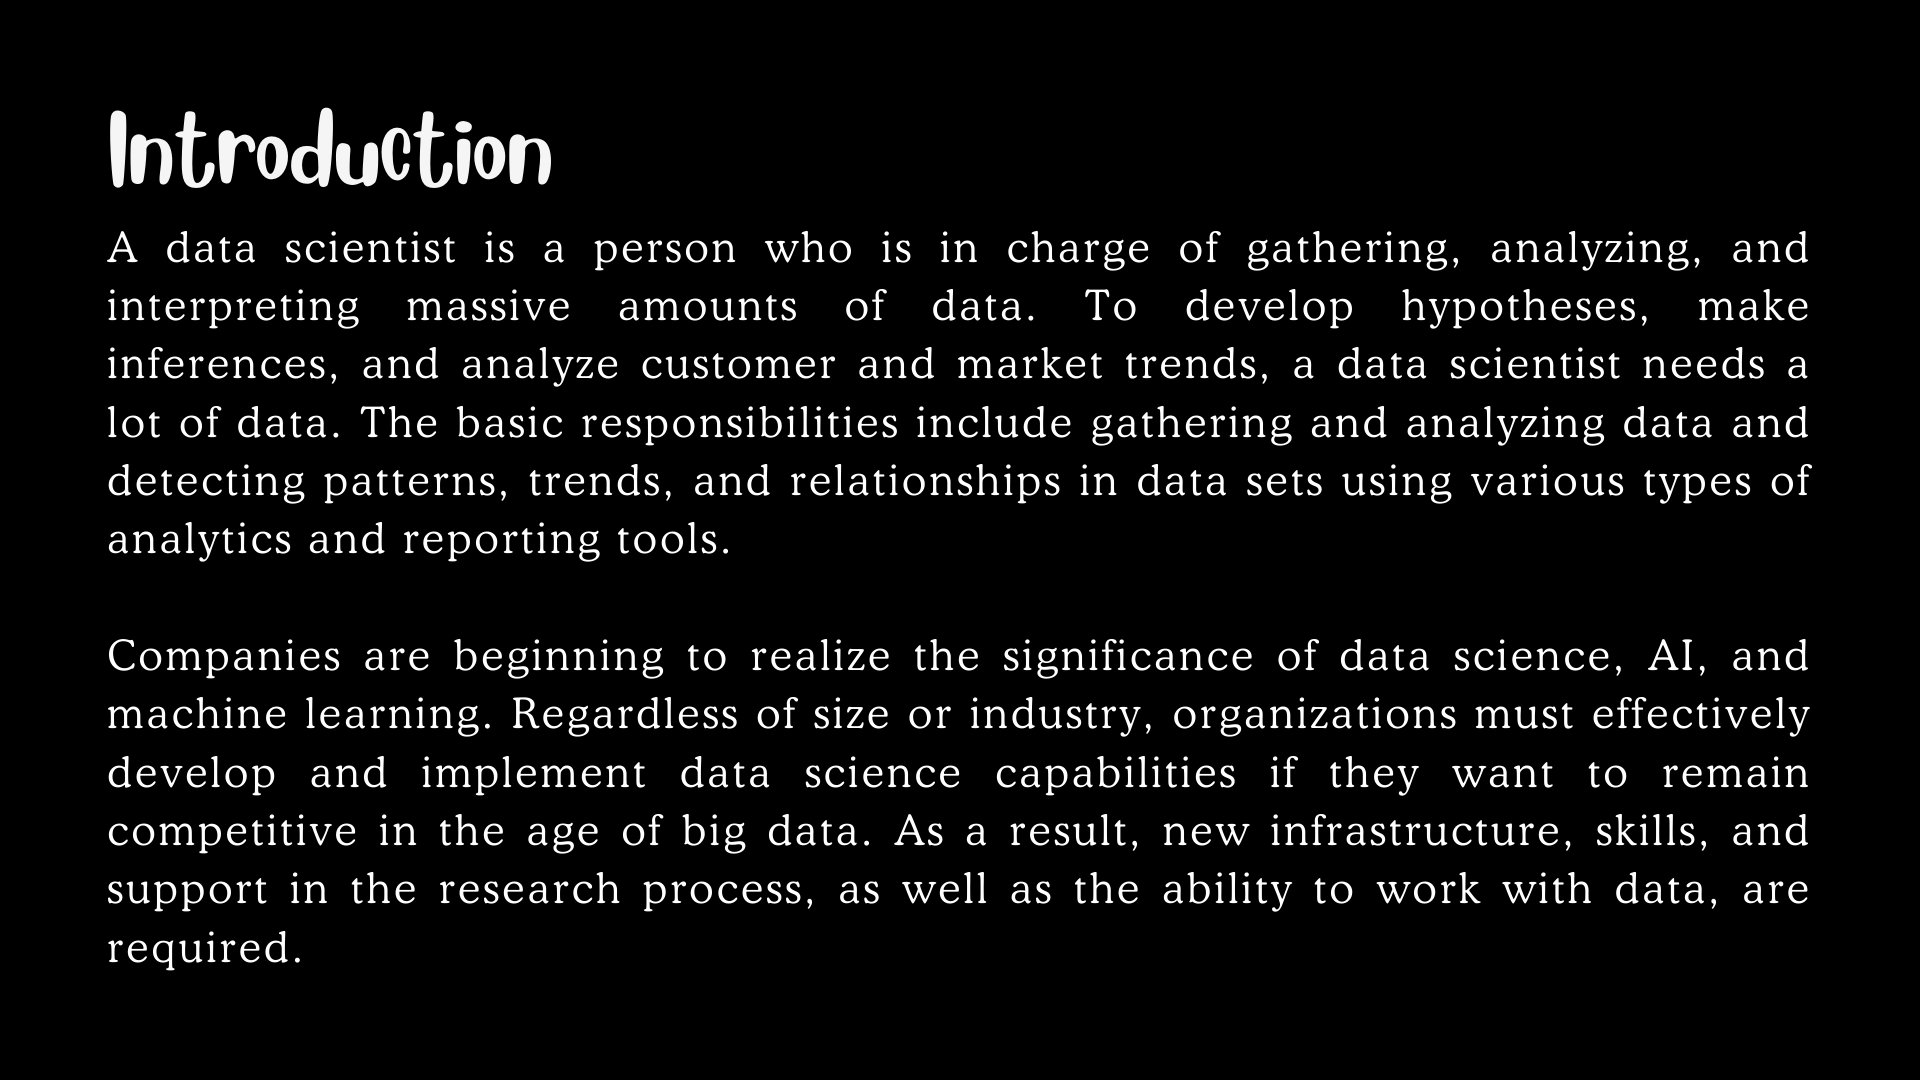 Introduction
A data scientist is a person who is in charge of gathering, analyzing, and
interpreting massive amounts of data. To develop hypotheses, make
inferences, and analyze customer and market trends, a data scientist needs a
lot of data. The basic responsibilities include gathering and analyzing data and
detecting patterns, trends, and relationships in data sets using various types of
analytics and reporting tools.
Companies are beginning to realize the significance of data science, AI, and
machine learning. Regardless of size or industry, organizations must effectively
develop and implement data science capabilities if they want to remain
competitive in the age of big data. As a result, new infrastructure, skills, and
support in the research process, as well as the ability to work with data, are
required.